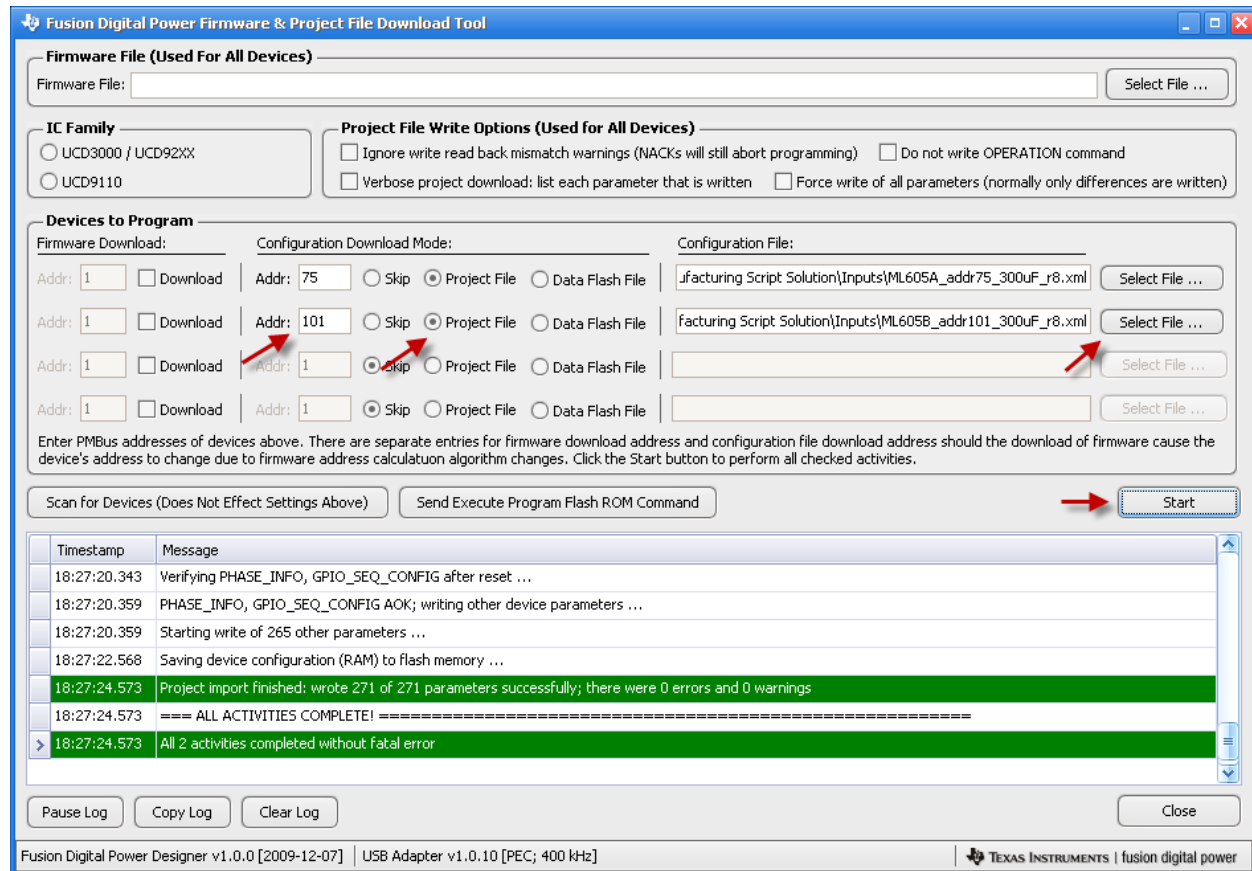 Fusion Digital Power Firmware & Project File Download Tool
Firmware File (Used For All Devices)
Firmware File:
Select File ...
IC Family
UCD3000 / UCD92XX
UCD9110
Project File Write Options (Used for All Devices)
Ignore write read back mismatch warnings (NACKs will still abort programming)
Do not write OPERATION command
Verbose project download: list each parameter that is written
Force write of all parameters (normally only differences are written)
Devices to Program
Firmware Download:
Configuration Download Mode:
Configuration File:
Addr: 1 Download Addr: 75 Skip Project File Data Flash File ufacturing Script Solution\Inputs\ML605A_addr75_300uF_r8.xml Select File ...
Addr: 1 Download Addr: 101 Skip Project File Data Flash File facturing Script Solution\Inputs\ML605B_addr101_300uF_r8.xml Select File ...
Addr: 1 Download Addr: 1 Skip Project File Data Flash File Select File ...
Addr: 1 Download Addr: 1 Skip Project File Data Flash File Select File ...
Enter PMBus addresses of devices above. There are separate entries for firmware download address and configuration file download address should the download of firmware cause the
device's address to change due to firmware address calculatuon algorithm changes. Click the Start button to perform all checked activities.
Scan for Devices (Does Not Effect Settings Above)
Send Execute Program Flash ROM Command
Start
Timestamp Message
18:27:20.343 Verifying PHASE_INFO, GPIO_SEQ_CONFIG after reset ...
18:27:20.359 PHASE_INFO, GPIO_SEQ_CONFIG AOK; writing other device parameters ...
18:27:20.359 Starting write of 265 other parameters ...
18:27:22.568 Saving device configuration (RAM) to flash memory ...
18:27:24.573 Project import finished: wrote 271 of 271 parameters successfully; there were 0 errors and 0 warnings
18:27:24.573 === ALL ACTIVITIES COMPLETE! ========================================================
18:27:24.573 All 2 activities completed without fatal error
Pause Log
Copy Log
Clear Log
Close
Fusion Digital Power Designer v1.0.0 [2009-12-07]
USB Adapter v1.0.10 [PEC; 400 kHz]
TEXAS INSTRUMENTS | fusion digital power